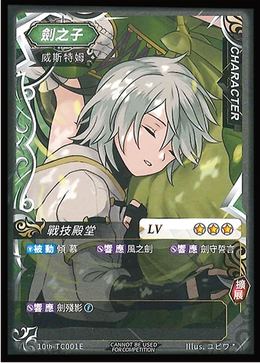 劍之子
威斯特姆
CHARACTER
戰技殿堂
LV
被動 傾慕
響應 風之劍
響應 劍守誓言
響應 劍殘影
擴展
10th-TC001E
CANNOT BE USED
FOR COMPETITION
Illus. ユビワ